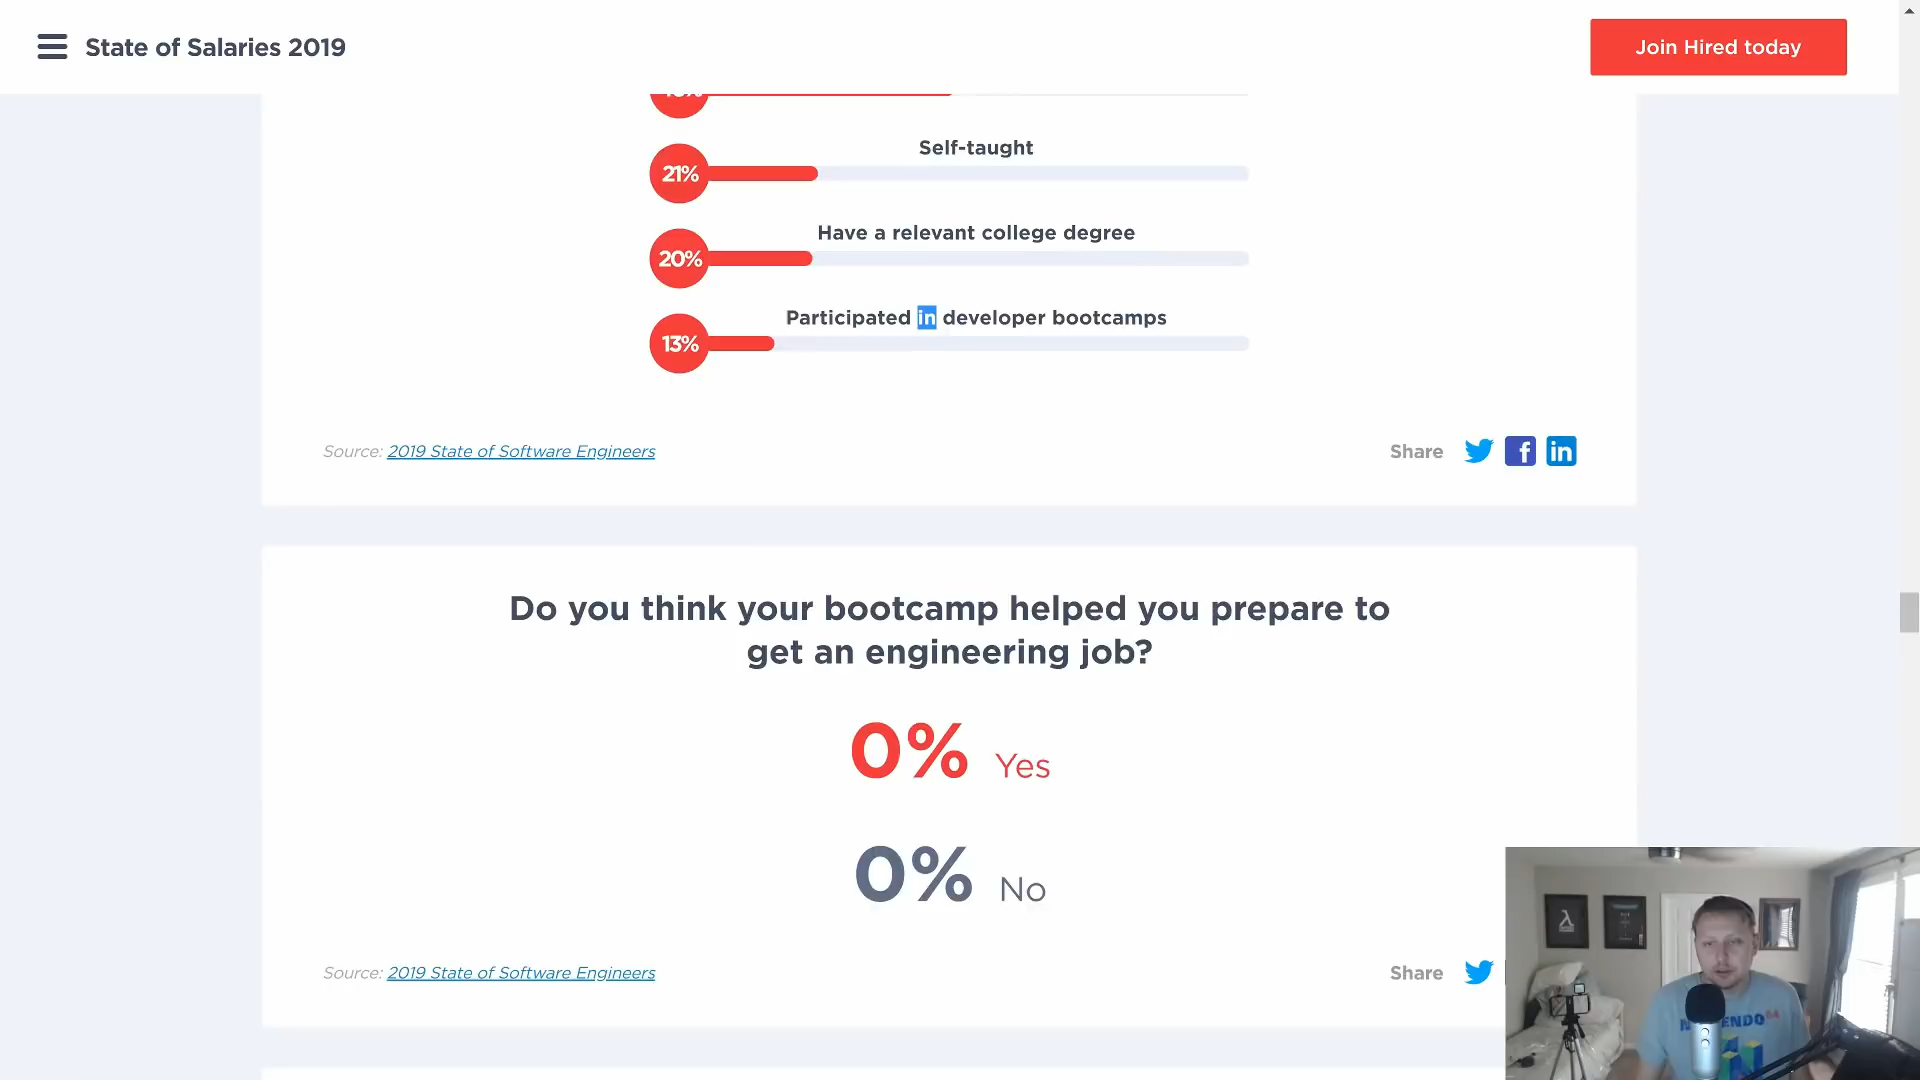 State of Salaries 2019
Join Hired today
Self-taught
21%
Have a relevant college degree
20%
Participated in developer bootcamps
13%
Source: 2019 State of Software Engineers
Share
Do you think your bootcamp helped you prepare to
get an engineering job?
0% Yes
0% No
Source: 2019 State of Software Engineers
Share